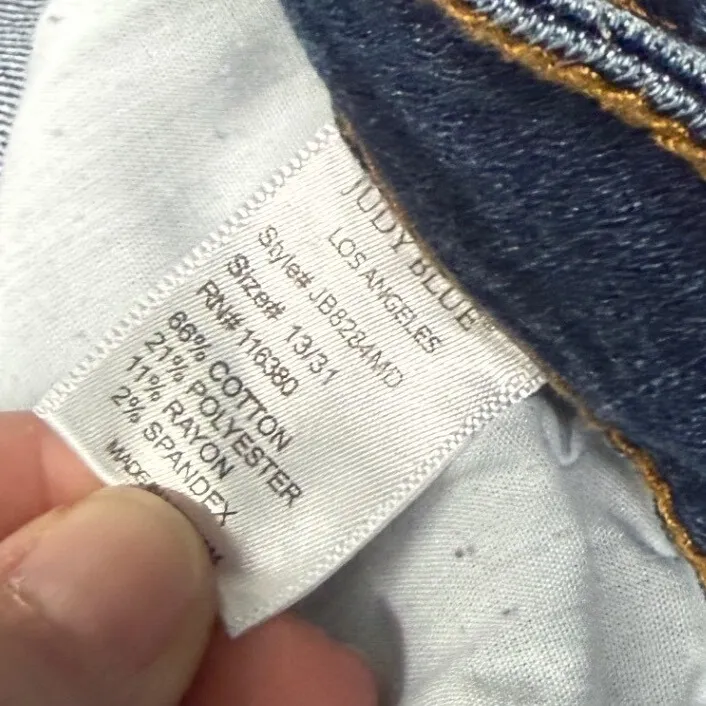 JUDY BLUE
LOS ANGELES
Style# JB8284MD
Size# 13/31
RN# 116380
66% COTTON
21% POLYESTER
11% RAYON
2% SPANDEX
MADE